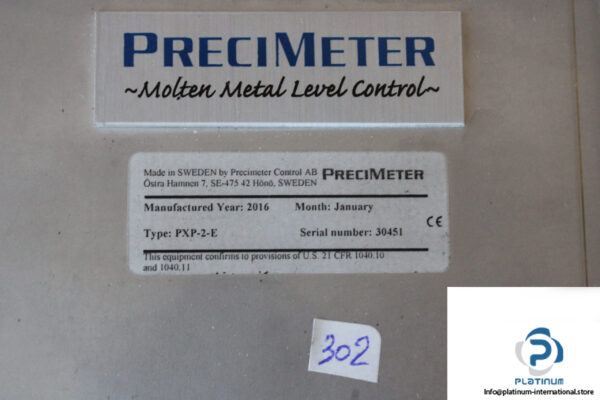 PRECIMETER
~Molten Metal Level Control~
Made in SWEDEN by Precimeter Control AB PRECIMETER
Östra Hamnen 7, SE-475 42 Hönö, SWEDEN
Manufactured Year: 2016 Month: January
Type: PXP-2-E Serial number: 30451 CE
This equipment confirms to provisions of U.S. 21 CFR 1040.10
and 1040.11
302
P
PLATINUM
Info@platinum-international.store